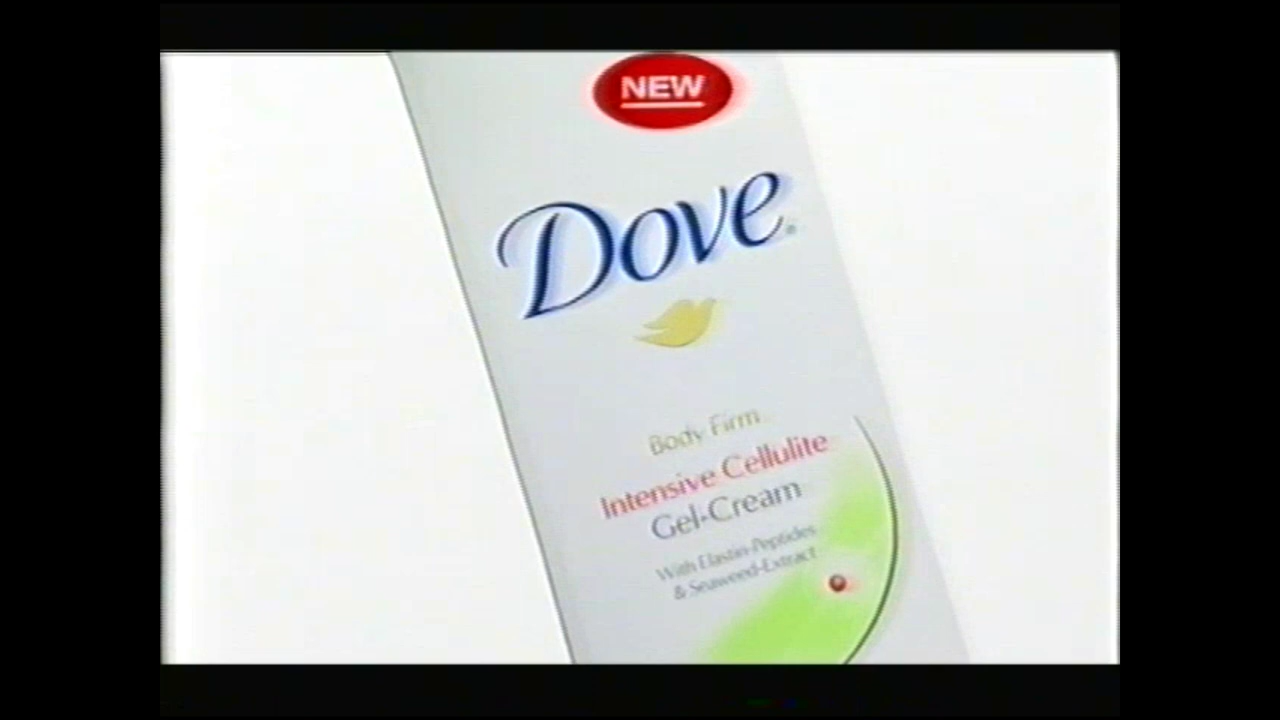 NEW
Dove
Body Firm
Intensive Cellulite
Gel-Cream
With Elastin-Peptides
& Seaweed-Extract